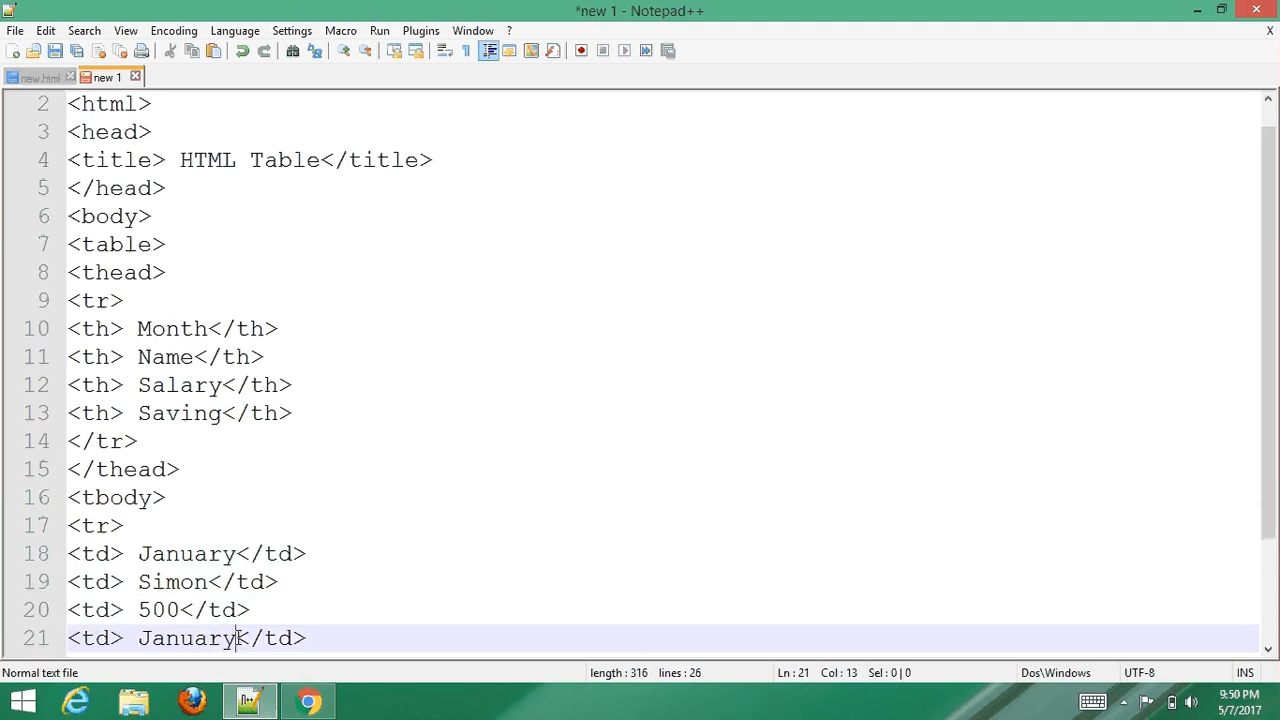 *new 1 - Notepad++
File Edit Search View Encoding Language Settings Macro Run Plugins Window ? X
new.html new 1
2 <html>
3 <head>
4 <title> HTML Table</title>
5 </head>
6 <body>
7 <table>
8 <thead>
9 <tr>
10 <th> Month</th>
11 <th> Name</th>
12 <th> Salary</th>
13 <th> Saving</th>
14 </tr>
15 </thead>
16 <tbody>
17 <tr>
18 <td> January</td>
19 <td> Simon</td>
20 <td> 500</td>
21 <td> January</td>
Normal text file length : 316 lines : 26 Ln : 21 Col : 13 Sel : 0 | 0 Dos\Windows UTF-8 INS
9:50 PM
5/7/2017